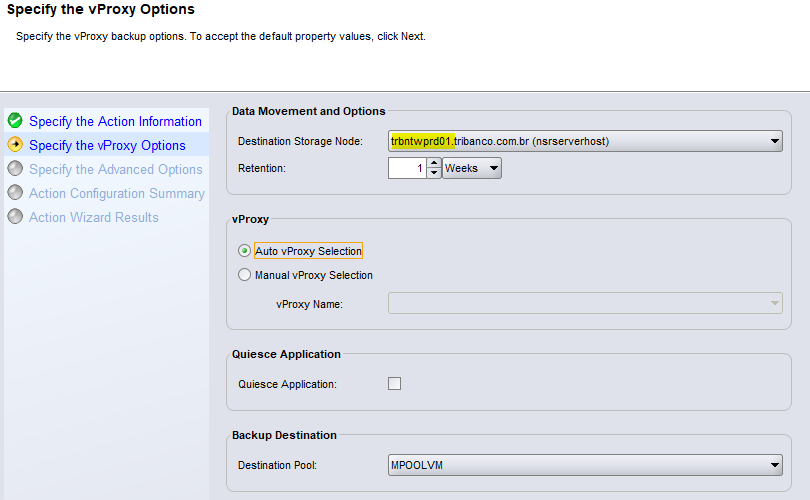 Specify the vProxy Options
Specify the vProxy backup options. To accept the default property values, click Next.
Specify the Action Information
Specify the vProxy Options
Specify the Advanced Options
Action Configuration Summary
Action Wizard Results
Data Movement and Options
Destination Storage Node: trbntwprd01.tribanco.com.br (nsrserverhost)
Retention: 1 Weeks
vProxy
Auto vProxy Selection
Manual vProxy Selection
vProxy Name:
Quiesce Application
Quiesce Application:
Backup Destination
Destination Pool: MPOOLVM